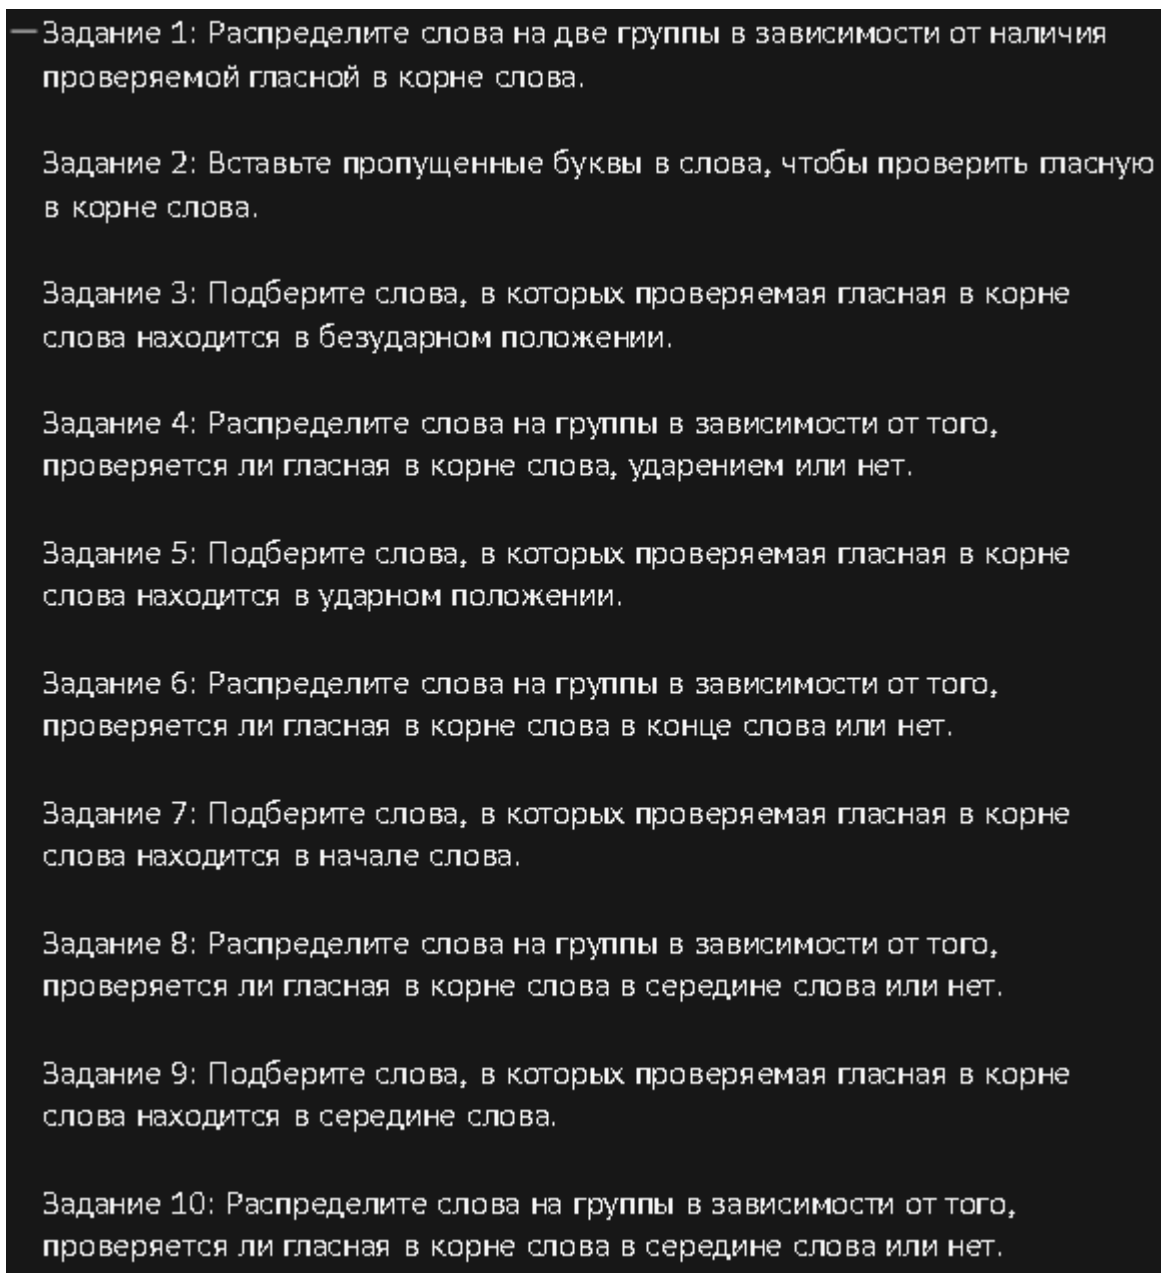 — Задание 1: Распределите слова на две группы в зависимости от наличия
проверяемой гласной в корне слова.
Задание 2: Вставьте пропущенные буквы в слова, чтобы проверить гласную
в корне слова.
Задание 3: Подберите слова, в которых проверяемая гласная в корне
слова находится в безударном положении.
Задание 4: Распределите слова на группы в зависимости от того,
проверяется ли гласная в корне слова, ударением или нет.
Задание 5: Подберите слова, в которых проверяемая гласная в корне
слова находится в ударном положении.
Задание 6: Распределите слова на группы в зависимости от того,
проверяется ли гласная в корне слова в конце слова или нет.
Задание 7: Подберите слова, в которых проверяемая гласная в корне
слова находится в начале слова.
Задание 8: Распределите слова на группы в зависимости от того,
проверяется ли гласная в корне слова в середине слова или нет.
Задание 9: Подберите слова, в которых проверяемая гласная в корне
слова находится в середине слова.
Задание 10: Распределите слова на группы в зависимости от того,
проверяется ли гласная в корне слова в середине слова или нет.